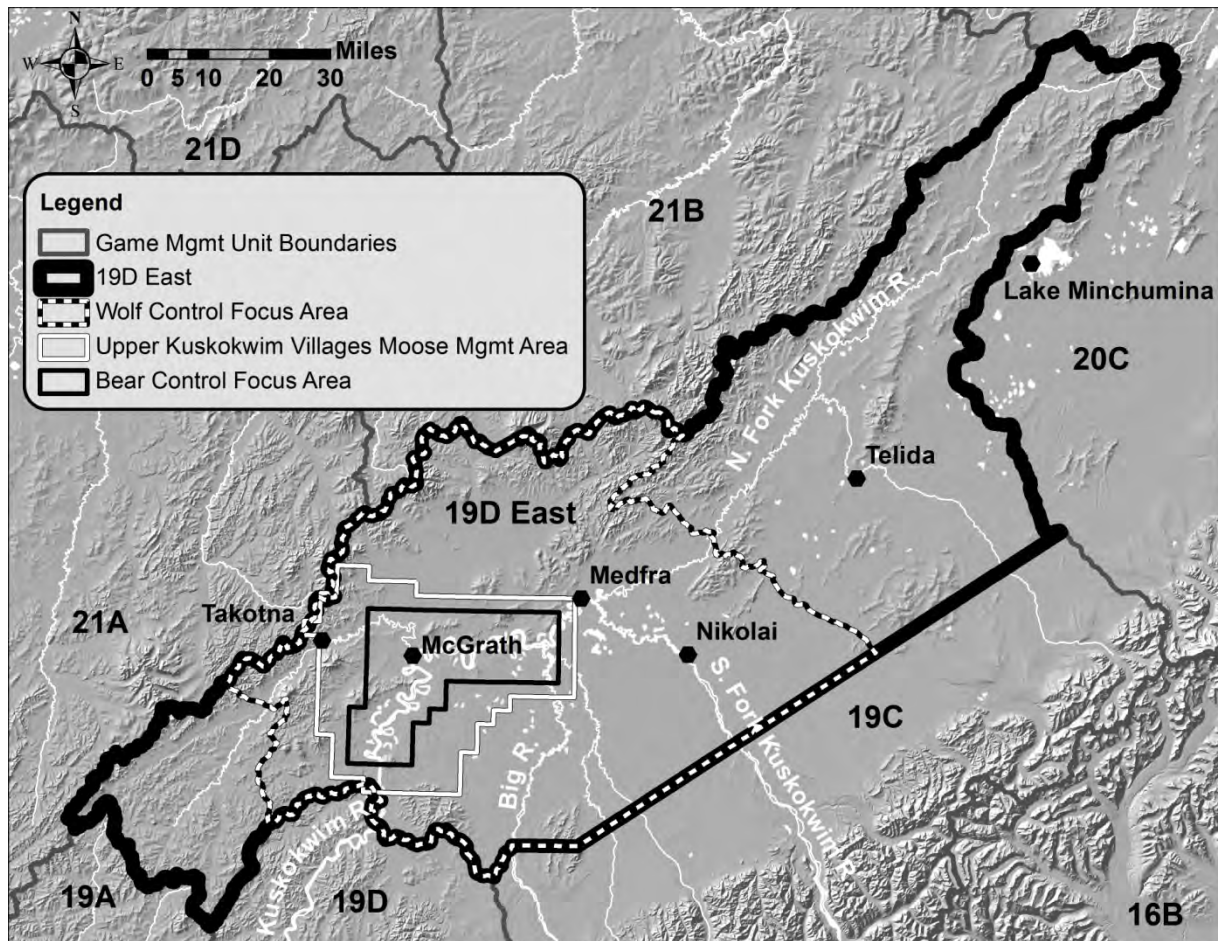 N
W E
S
Miles
0 5 10 20 30
21D
Legend
Game Mgmt Unit Boundaries
19D East
Wolf Control Focus Area
Upper Kuskokwim Villages Moose Mgmt Area
Bear Control Focus Area
21B
Lake Minchumina
20C
N. Fork Kuskokwim R
Telida
19D East
Medfra
Takotna
21A
McGrath
Nikolai
S. Fork Kuskokwim R
19C
Big R.
Kuskokwim R
19A
19D
16B